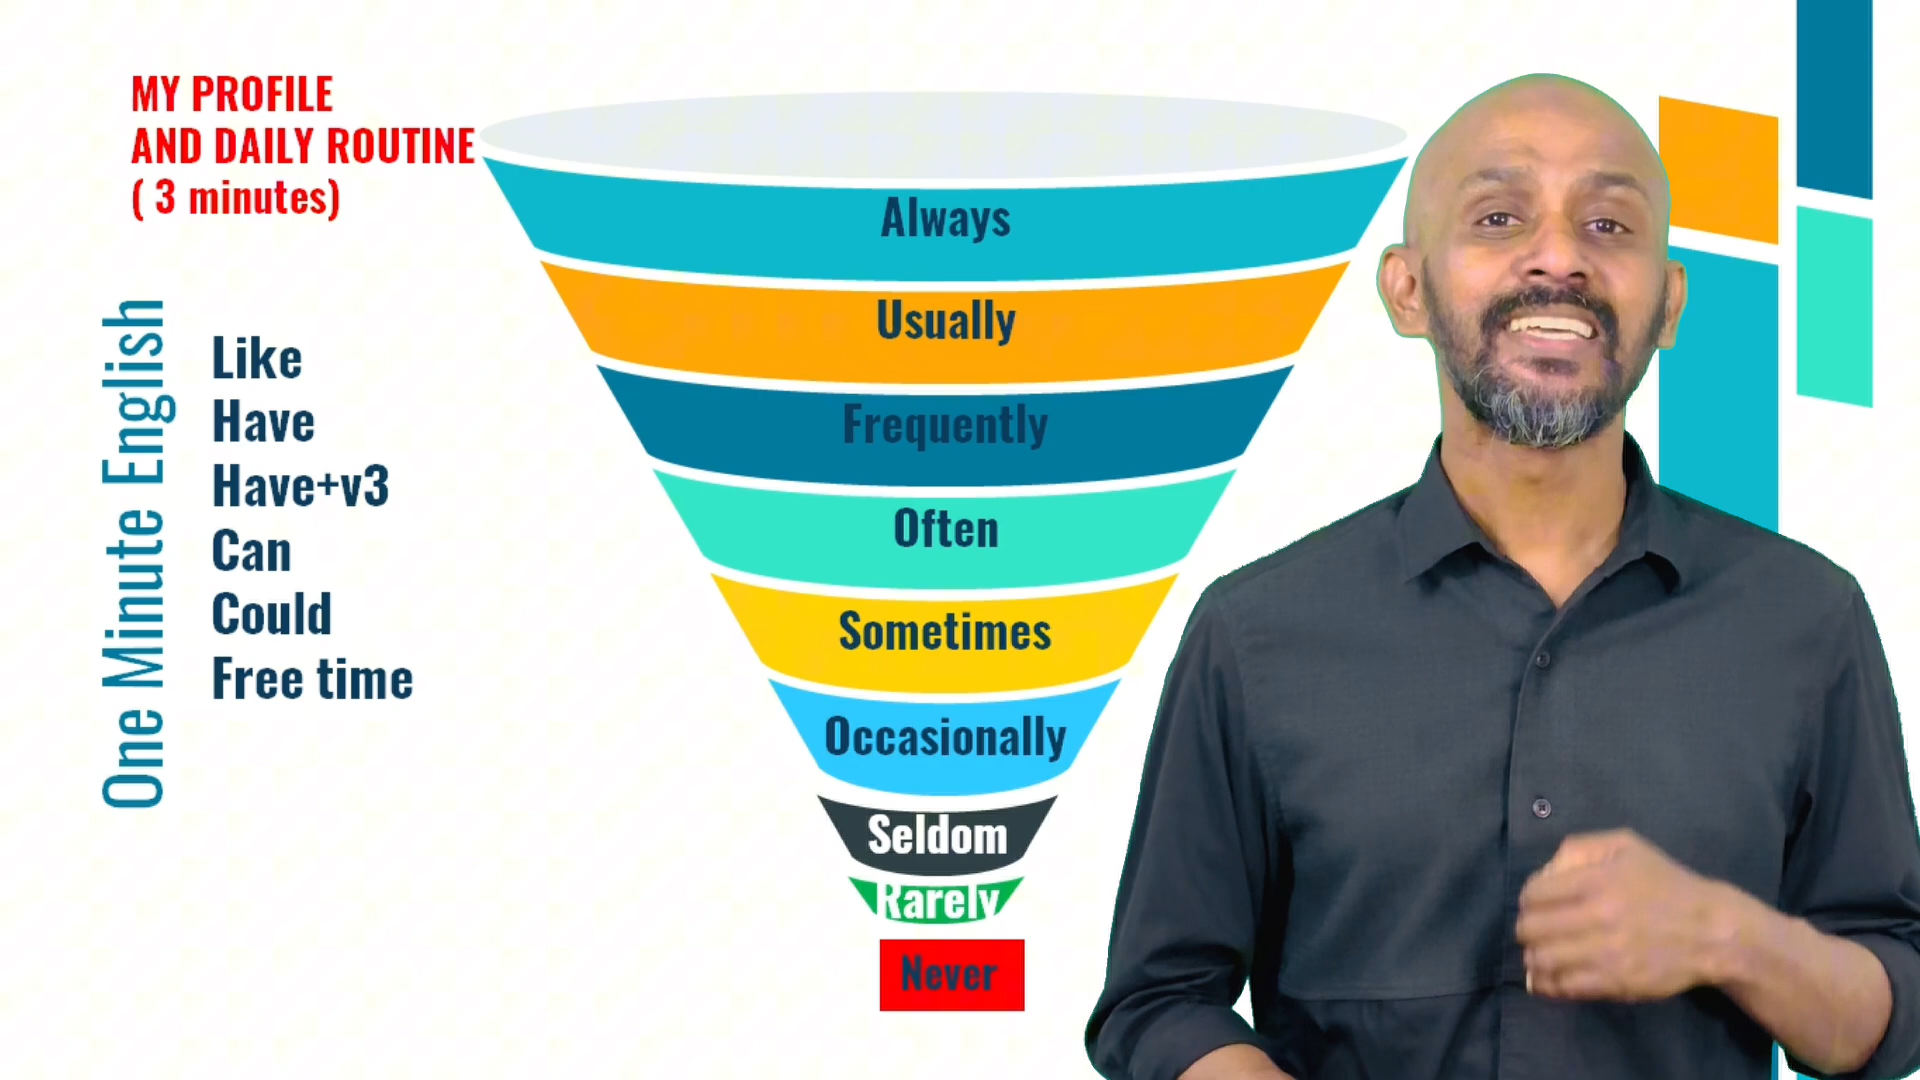 MY PROFILE
AND DAILY ROUTINE
( 3 minutes)
One Minute English
Like
Have
Have+v3
Can
Could
Free time
Always
Usually
Frequently
Often
Sometimes
Occasionally
Seldom
Rarely
Never